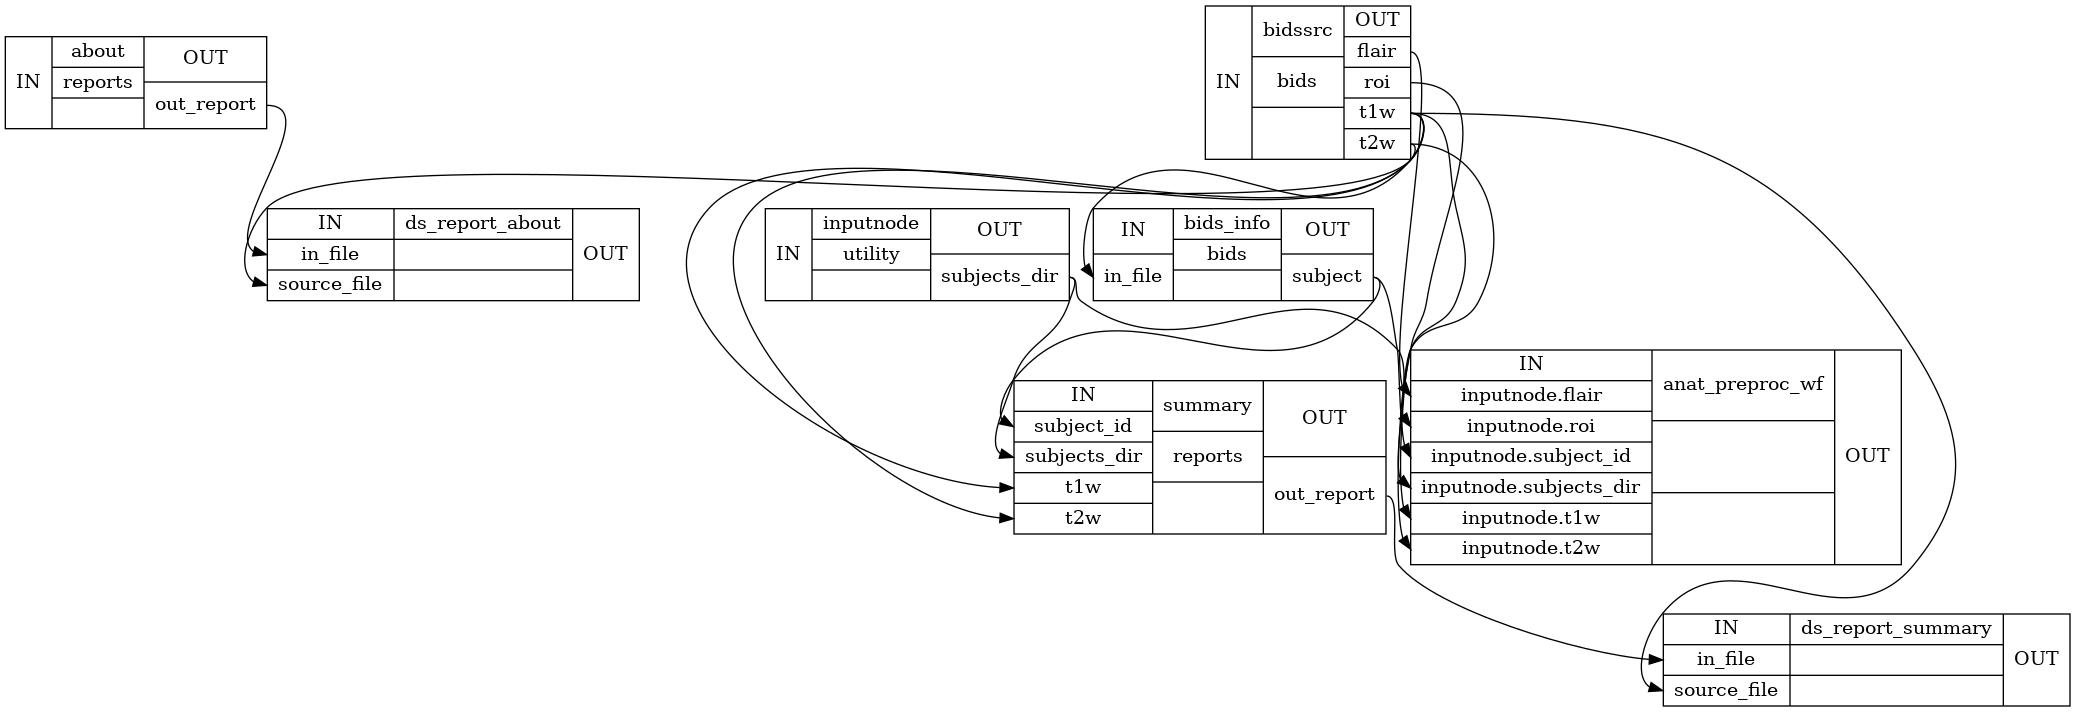 IN
about
reports
OUT
out_report
IN
bidssrc
bids
OUT
flair
roi
t1w
t2w
IN
in_file
source_file
ds_report_about
OUT
IN
inputnode
utility
OUT
subjects_dir
IN
in_file
bids_info
bids
OUT
subject
IN
subject_id
subjects_dir
t1w
t2w
summary
reports
OUT
out_report
IN
inputnode.flair
inputnode.roi
inputnode.subject_id
inputnode.subjects_dir
inputnode.t1w
inputnode.t2w
anat_preproc_wf
OUT
IN
in_file
source_file
ds_report_summary
OUT